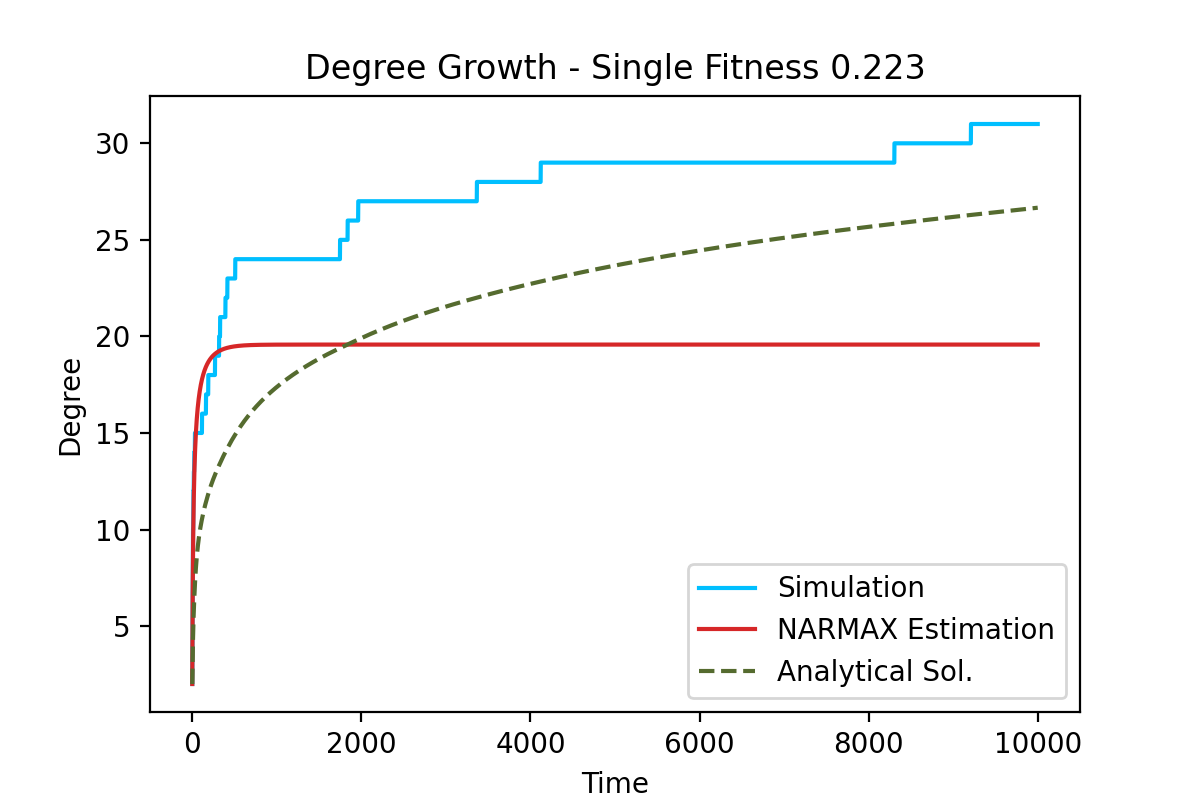 Degree Growth - Single Fitness 0.223
30
25
20
15
10
5
Degree
Simulation
NARMAX Estimation
Analytical Sol.
0 2000 4000 6000 8000 10000
Time